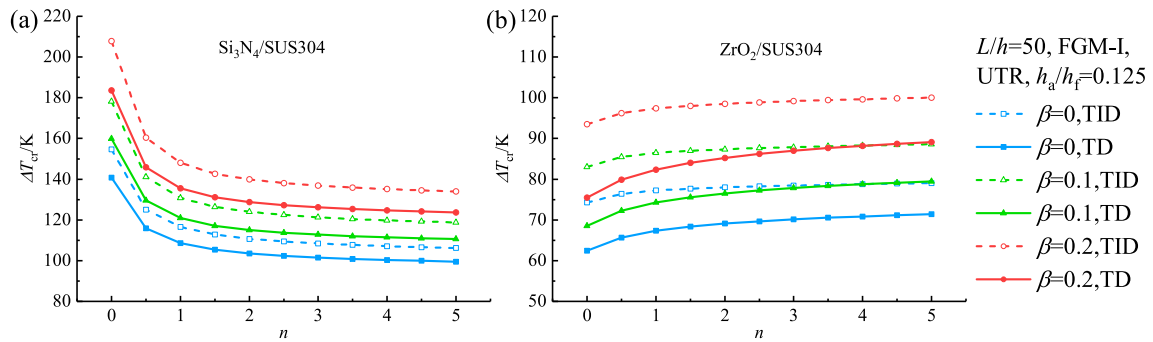 (a)
Si3N4/SUS304
ΔTcr/K
220
200
180
160
140
120
100
80
0 1 2 3 4 5
n
(b)
ZrO2/SUS304
ΔTcr/K
120
110
100
90
80
70
60
50
0 1 2 3 4 5
n
L/h=50, FGM-I,
UTR, ha/hf=0.125
β=0,TID
β=0,TD
β=0.1,TID
β=0.1,TD
β=0.2,TID
β=0.2,TD